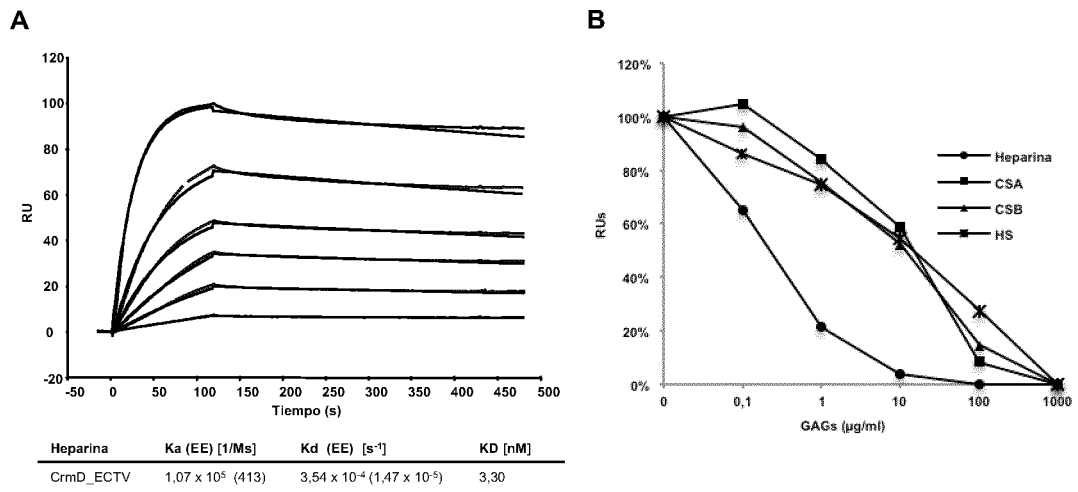 A
120
100
80
60
40
20
0
-20
RU
-50 0 50 100 150 200 250 300 350 400 450 500
Tiempo (s)
Heparina Ka (EE) [1/Ms] Kd (EE) [s⁻¹] KD [nM]
CrmD_ECTV 1,07 x 10⁵ (413) 3,54 x 10⁻⁴ (1,47 x 10⁻⁵) 3,30
B
120%
100%
80%
60%
40%
20%
0%
RUs
0 0,1 1 10 100 1000
GAGs (µg/ml)
Heparina
CSA
CSB
HS